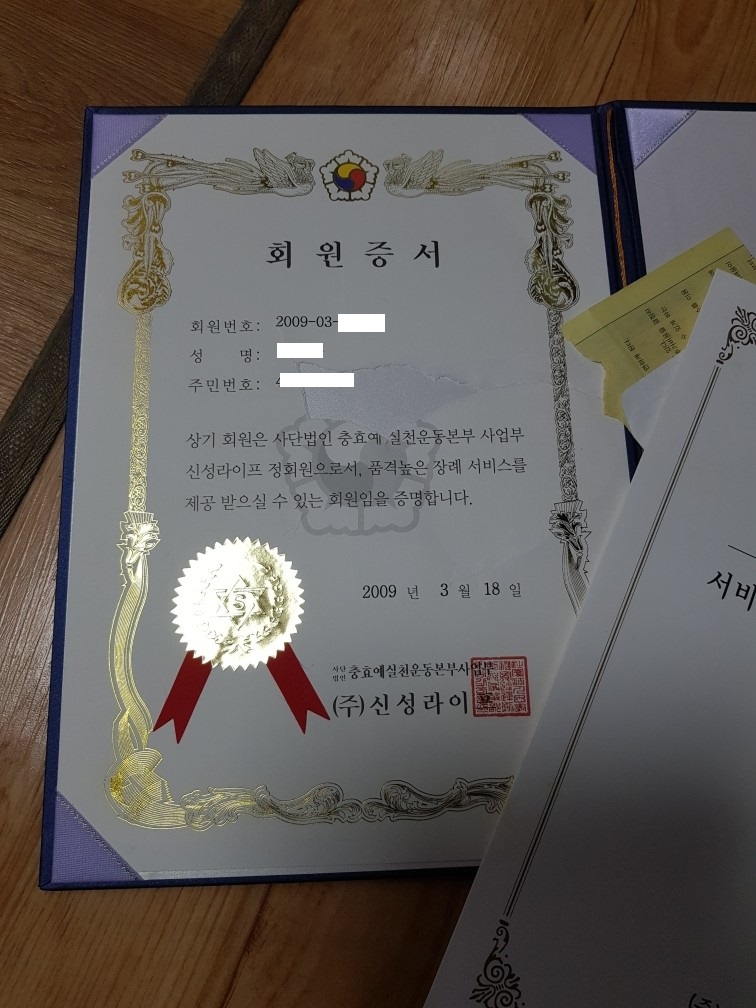 회 원 증 서
회원번호: 2009-03-
성 명:
주민번호: 4
상기 회원은 사단법인 충효예 실천운동본부 사업부
신성라이프 정회원으로서, 품격높은 장례 서비스를
제공 받으실 수 있는 회원임을 증명합니다.
2009 년 3 월 18 일
사단법인 충효예실천운동본부사업부
(주)신성라이프
서비
(주)